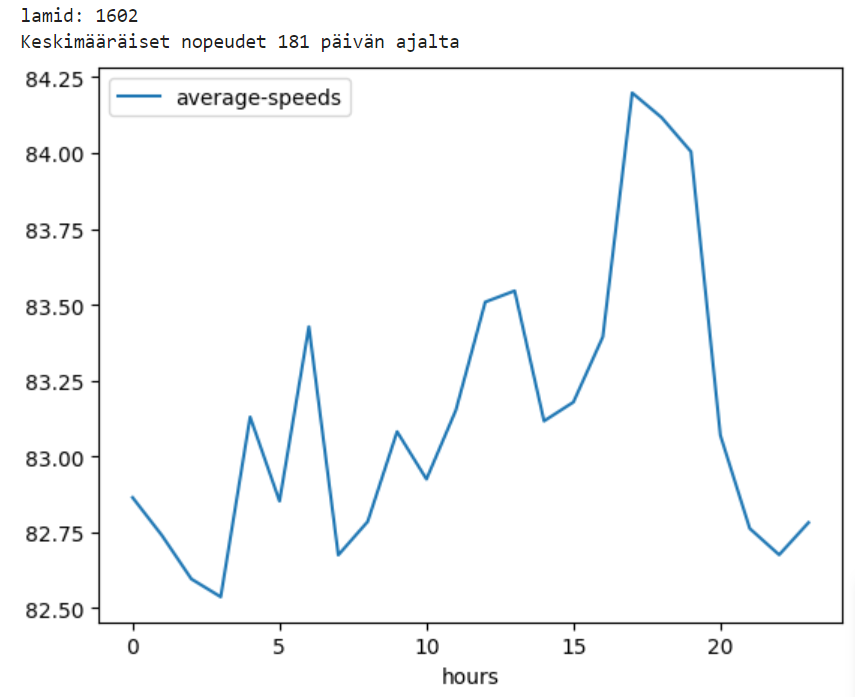 lamid: 1602
Keskimääräiset nopeudet 181 päivän ajalta
84.25
average-speeds
84.00
83.75
83.50
83.25
83.00
82.75
82.50
0 5 10 15 20
hours